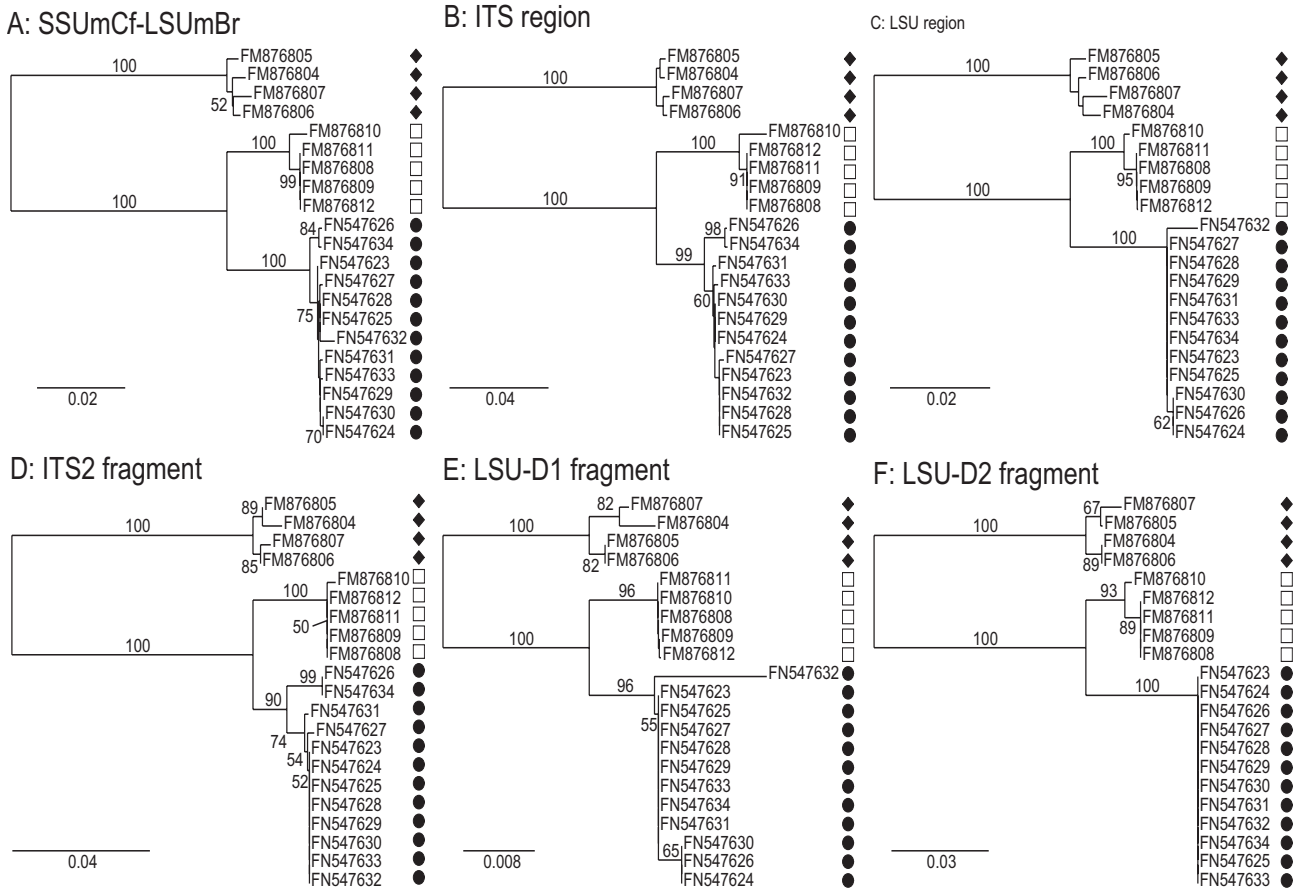 A: SSUmCf-LSUmBr
100
FM876805
FM876804
FM876807
52
FM876806
FM876810
100
FM876811
FM876808
99
FM876809
FM876812
100
84
FN547626
FN547634
FN547623
100
FN547627
FN547628
75
FN547625
FN547632
FN547631
FN547633
FN547629
FN547630
70
FN547624
0.02
B: ITS region
100
FM876805
FM876804
FM876807
FM876806
FM876810
100
FM876812
FM876811
91
FM876809
FM876808
100
98
FN547626
FN547634
99
FN547631
FN547633
60
FN547630
FN547629
FN547624
FN547627
FN547623
FN547632
FN547628
FN547625
0.04
C: LSU region
100
FM876805
FM876806
FM876807
FM876804
FM876810
100
FM876811
FM876808
95
FM876809
FM876812
100
FN547632
100
FN547627
FN547628
FN547629
FN547631
FN547633
FN547634
FN547623
FN547625
FN547630
FN547626
62
FN547624
0.02
D: ITS2 fragment
89
FM876805
FM876804
100
FM876807
85
FM876806
FM876810
100
FM876812
FM876811
50
FM876809
FM876808
100
99
FN547626
FN547634
90
FN547631
FN547627
74
FN547623
54
FN547624
52
FN547625
FN547628
FN547629
FN547630
FN547633
FN547632
0.04
E: LSU-D1 fragment
82
FM876807
FM876804
100
FM876805
82
FM876806
FM876811
96
FM876810
FM876808
FM876809
FM876812
100
FN547632
96
FN547623
FN547625
55
FN547627
FN547628
FN547629
FN547633
FN547634
FN547631
FN547630
65
FN547626
FN547624
0.008
F: LSU-D2 fragment
67
FM876807
FM876805
100
FM876804
89
FM876806
FM876810
93
FM876812
FM876811
89
FM876809
FM876808
100
FN547623
100
FN547624
FN547626
FN547627
FN547628
FN547629
FN547630
FN547631
FN547632
FN547634
FN547625
FN547633
0.03